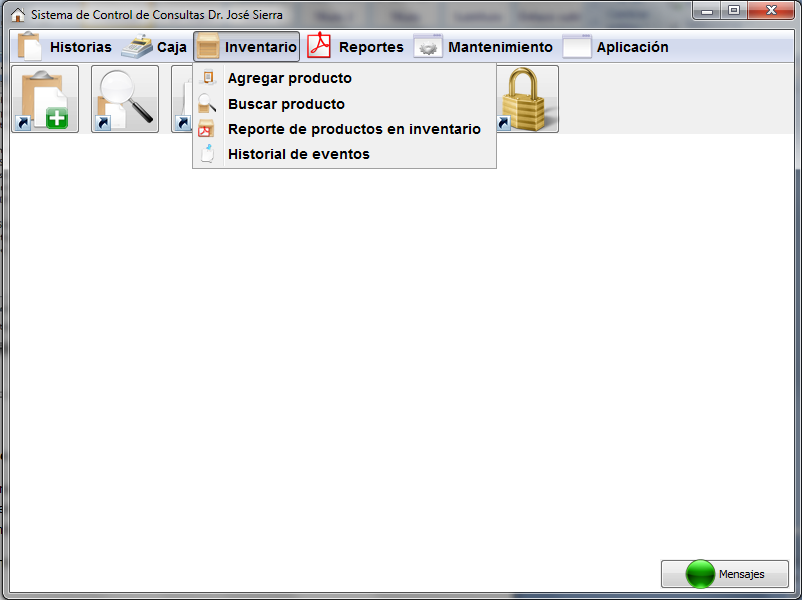 Sistema de Control de Consultas Dr. José Sierra
Historias Caja Inventario Reportes Mantenimiento Aplicación
Agregar producto
Buscar producto
Reporte de productos en inventario
Historial de eventos
Mensajes